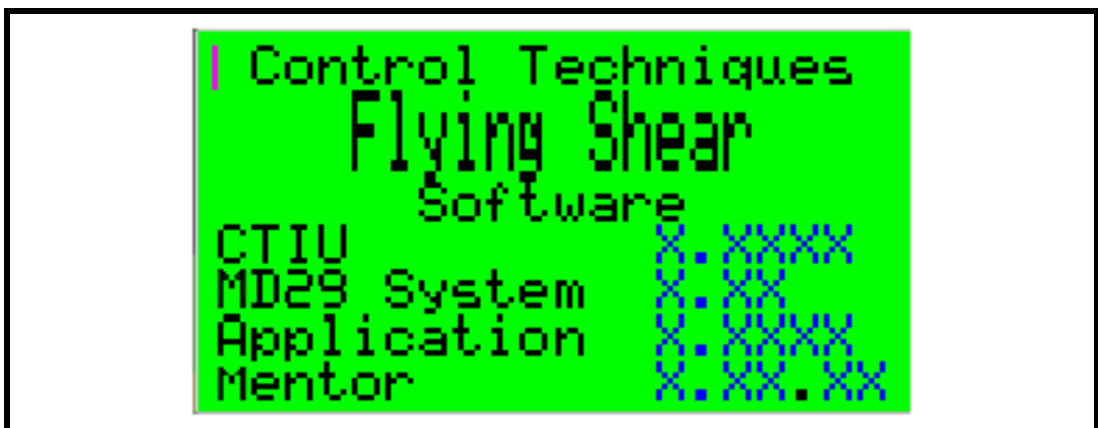 Control Techniques
Flying Shear
Software
CTIU X.XXXX
MD29 System X.XX
Application X.XXXX
Mentor X.XX.XX